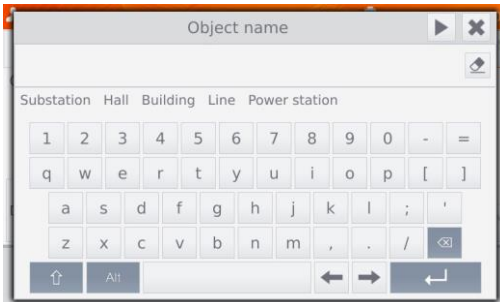 Object name
Substation Hall Building Line Power station
1 2 3 4 5 6 7 8 9 0 - =
q w e r t y u i o p [ ]
a s d f g h j k l ; '
z x c v b n m , . /
Alt